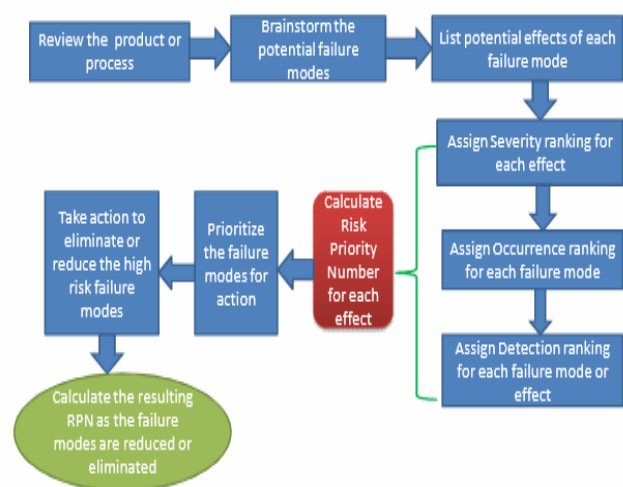 Review the product or
process
Brainstorm the
potential failure
modes
List potential effects of each
failure mode
Assign Severity ranking for
each effect
Assign Occurrence ranking
for each failure mode
Assign Detection ranking
for each failure mode or
effect
Calculate
Risk
Priority
Number
for each
effect
Prioritize
the failure
modes for
action
Take action to
eliminate or
reduce the high
risk failure
modes
Calculate the resulting
RPN as the failure
modes are reduced or
eliminated